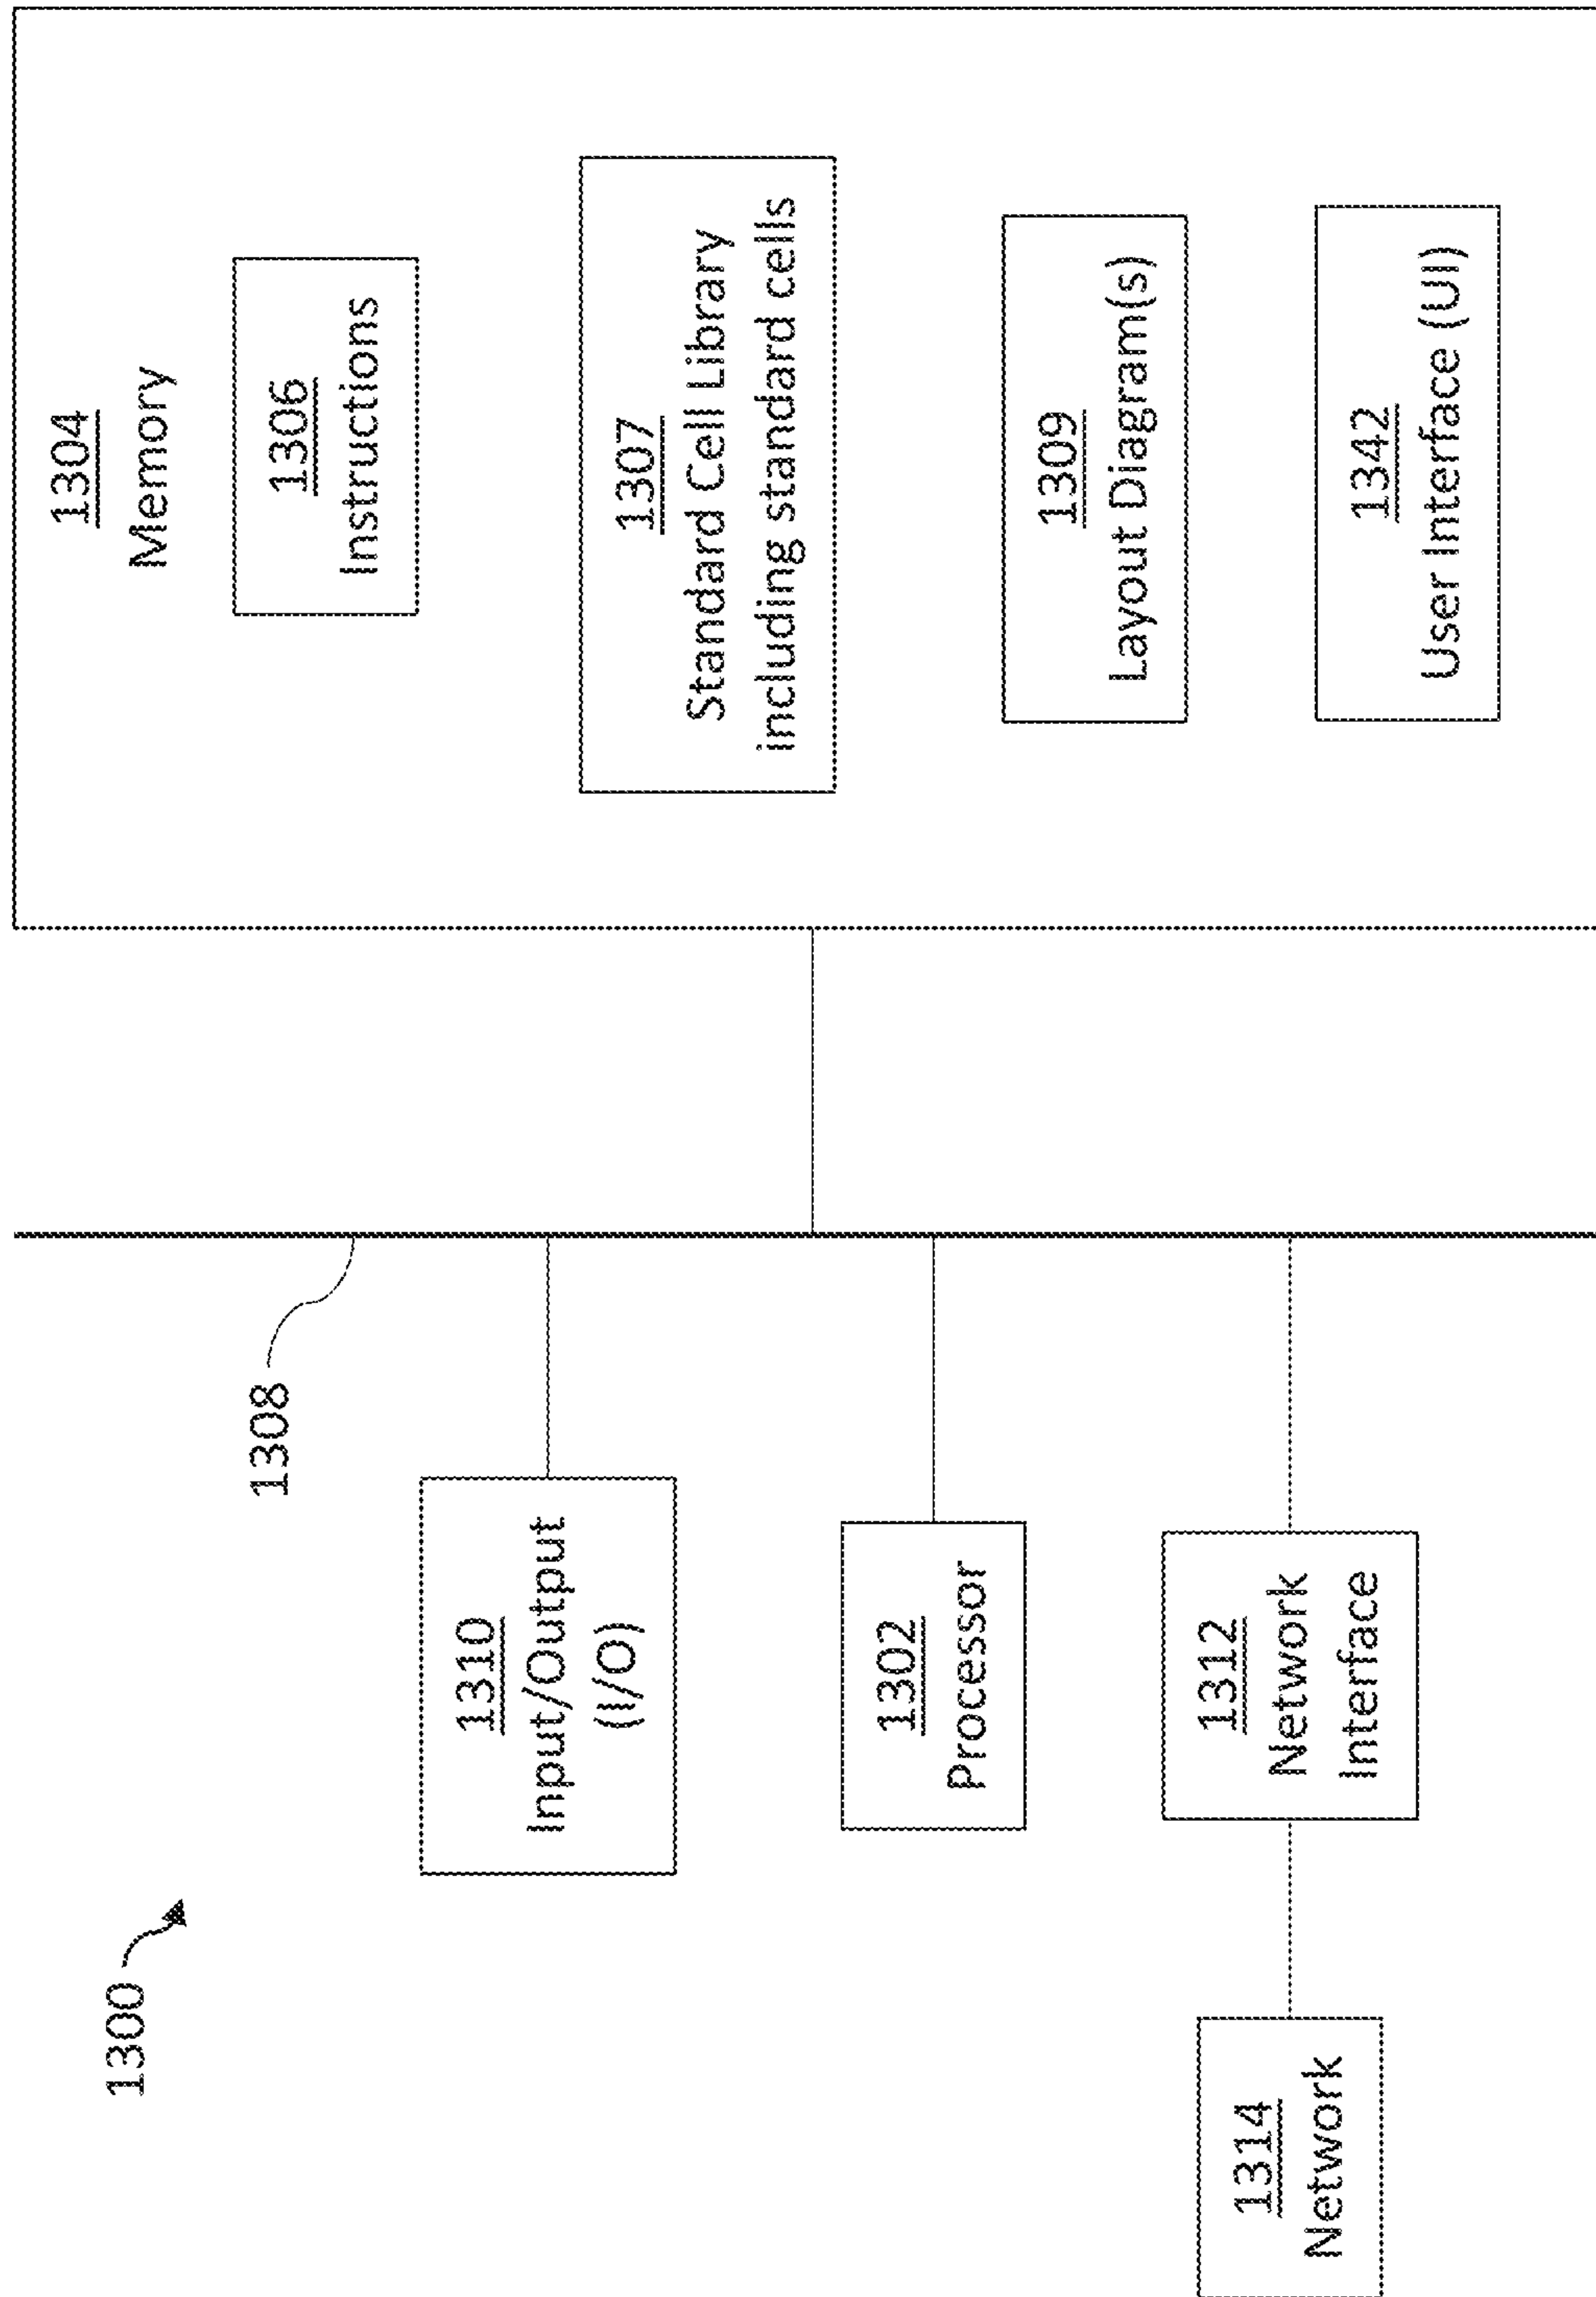 1300
1308
1310
Input/Output
(I/O)
1302
Processor
1314
Network
1312
Network
Interface
1304
Memory
1306
Instructions
1307
Standard Cell Library
including standard cells
1309
Layout Diagram(s)
1342
User Interface (UI)